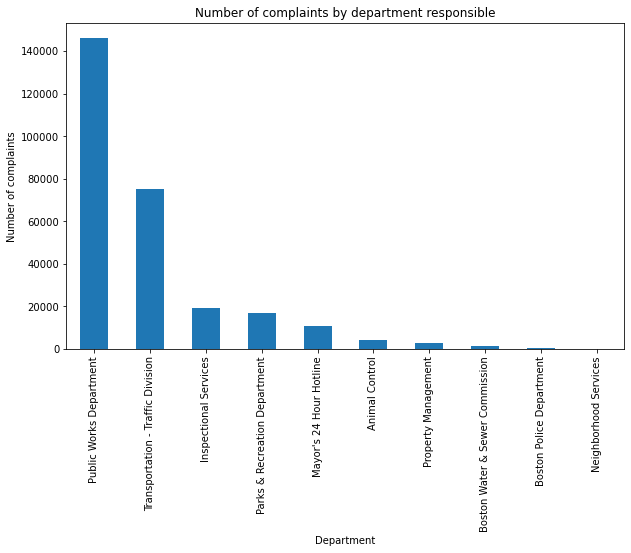 Number of complaints by department responsible
Number of complaints
140000
120000
100000
80000
60000
40000
20000
0
Public Works Department
Transportation - Traffic Division
Inspectional Services
Parks & Recreation Department
Mayor's 24 Hour Hotline
Animal Control
Property Management
Boston Water & Sewer Commission
Boston Police Department
Neighborhood Services
Department